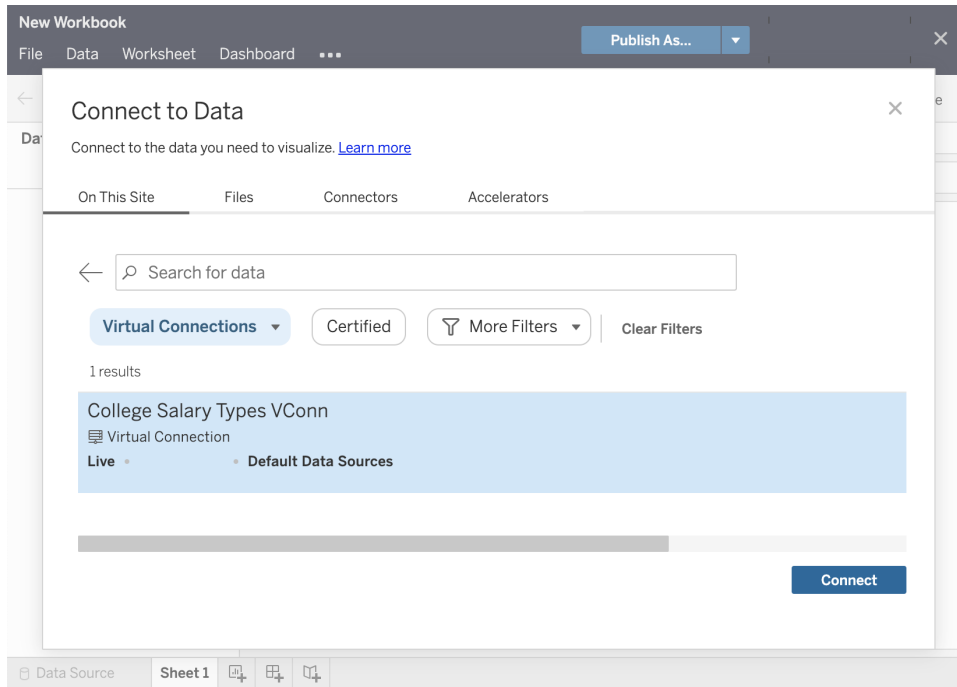 New Workbook
File Data Worksheet Dashboard
Publish As...
Connect to Data
Connect to the data you need to visualize. Learn more
On This Site Files Connectors Accelerators
Search for data
Virtual Connections Certified More Filters Clear Filters
1 results
College Salary Types VConn
Virtual Connection
Live • • Default Data Sources
Connect
Data Source Sheet 1